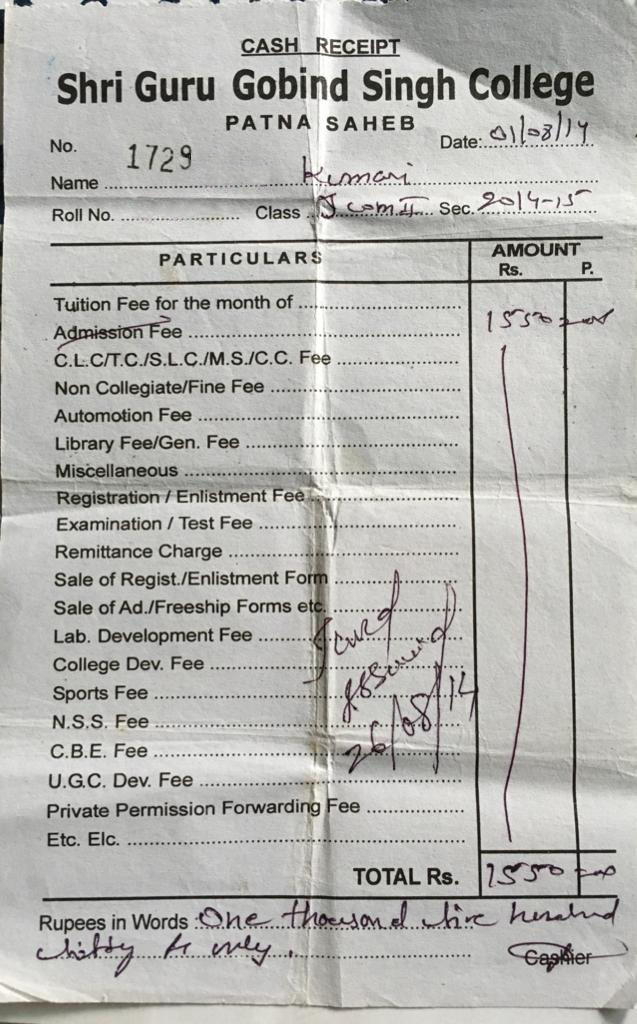 CASH RECEIPT
Shri Guru Gobind Singh College
PATNA SAHEB
No. 1729 Date: 01/08/14
Name Kumari
Roll No. Class I com II Sec. 2014-15
PARTICULARS AMOUNT
Rs. P.
Tuition Fee for the month of
Admission Fee 1550=00
C.L.C/T.C./S.L.C./M.S./C.C. Fee
Non Collegiate/Fine Fee
Automotion Fee
Library Fee/Gen. Fee
Miscellaneous
Registration / Enlistment Fee
Examination / Test Fee
Remittance Charge
Sale of Regist./Enlistment Form
Sale of Ad./Freeship Forms etc.
Lab. Development Fee
College Dev. Fee
Sports Fee
N.S.S. Fee
26/08/14
C.B.E. Fee
U.G.C. Dev. Fee
Private Permission Forwarding Fee
Etc. Elc.
TOTAL Rs. 1550=00
Rupees in Words One thousand five hundred
only.
Cashier